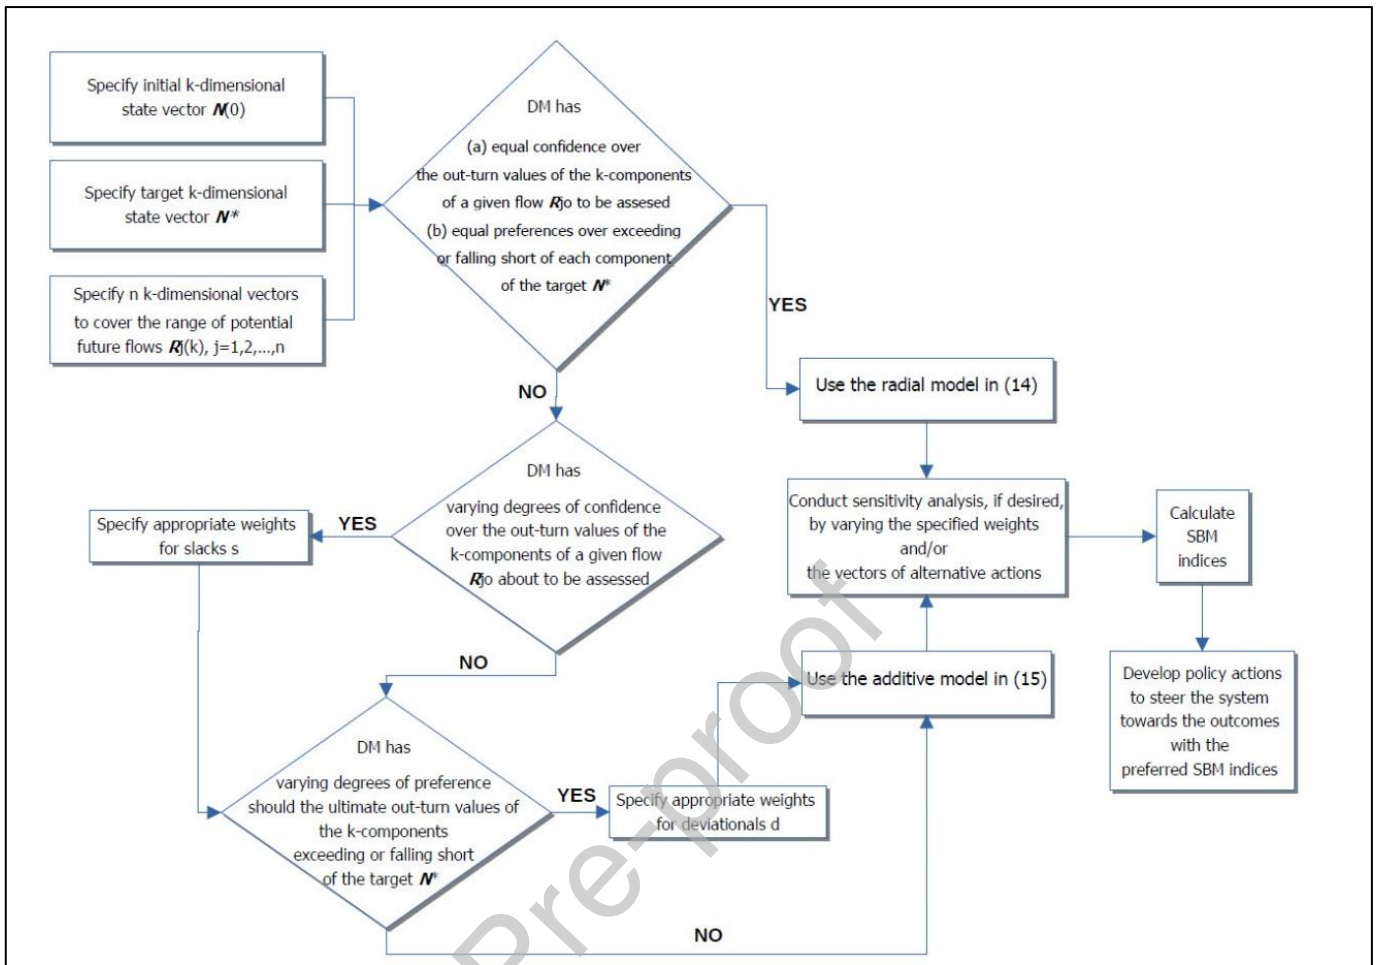 Specify initial k-dimensional
state vector N(0)
Specify target k-dimensional
state vector N*
Specify n k-dimensional vectors
to cover the range of potential
future flows Rj(k), j=1,2,...,n
DM has
(a) equal confidence over
the out-turn values of the k-components
of a given flow Rjo to be assesed
(b) equal preferences over exceeding
or falling short of each component
of the target N*
YES
NO
Use the radial model in (14)
DM has
varying degrees of confidence
over the out-turn values of the
k-components of a given flow
Rjo about to be assessed
YES
Specify appropriate weights
for slacks s
NO
Conduct sensitivity analysis, if desired,
by varying the specified weights
and/or
the vectors of alternative actions
Calculate
SBM
indices
Develop policy actions
to steer the system
towards the outcomes
with the
preferred SBM indices
Use the additive model in (15)
DM has
varying degrees of preference
should the ultimate out-turn values of
the k-components
exceeding or falling short
of the target N*
YES
Specify appropriate weights
for deviationals d
NO
Pre-proof